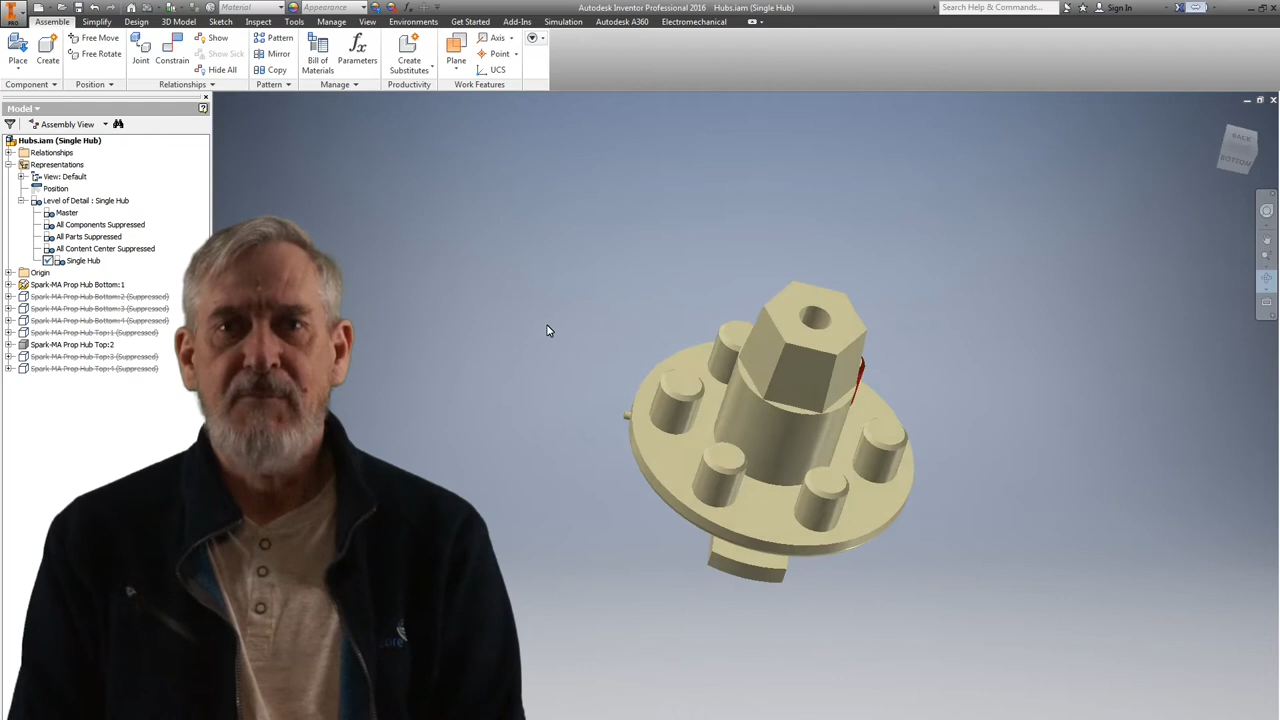 PRO
Material
Appearance
Autodesk Inventor Professional 2016 Hubs.iam (Single Hub)
Search Help & Commands...
Sign In
Assemble Simplify Design 3D Model Sketch Inspect Tools Manage View Environments Get Started Add-Ins Simulation Autodesk A360 Electromechanical
Place Create Free Move Joint Constrain Show Pattern Bill of Parameters Create Plane Axis
Free Rotate Show Sick Mirror Materials Substitutes Point
Hide All Copy UCS
Component Position Relationships Pattern Manage Productivity Work Features
Model
Assembly View
Hubs.iam (Single Hub)
Relationships
Representations
View: Default
Position
Level of Detail : Single Hub
Master
All Components Suppressed
All Parts Suppressed
All Content Center Suppressed
Single Hub
Origin
Spark-MA Prop Hub Bottom:1
Spark-MA Prop Hub Bottom:2 (Suppressed)
Spark-MA Prop Hub Bottom:3 (Suppressed)
Spark-MA Prop Hub Bottom:4 (Suppressed)
Spark-MA Prop Hub Top:1 (Suppressed)
Spark-MA Prop Hub Top:2
Spark-MA Prop Hub Top:3 (Suppressed)
Spark-MA Prop Hub Top:4 (Suppressed)
BACK
BOTTOM